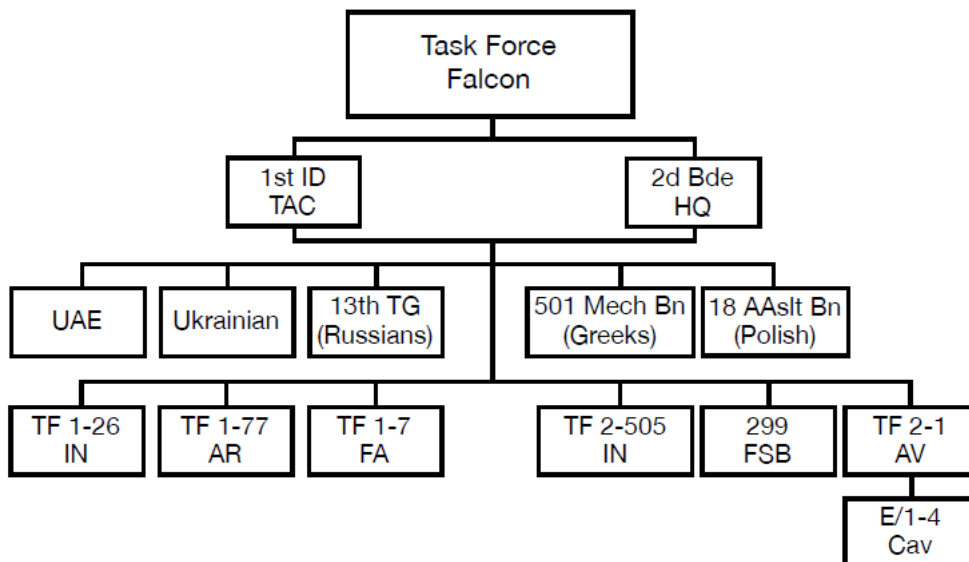 Task Force
Falcon
1st ID
TAC
2d Bde
HQ
UAE
Ukrainian
13th TG
(Russians)
501 Mech Bn
(Greeks)
18 AAslt Bn
(Polish)
TF 1-26
IN
TF 1-77
AR
TF 1-7
FA
TF 2-505
IN
299
FSB
TF 2-1
AV
E/1-4
Cav